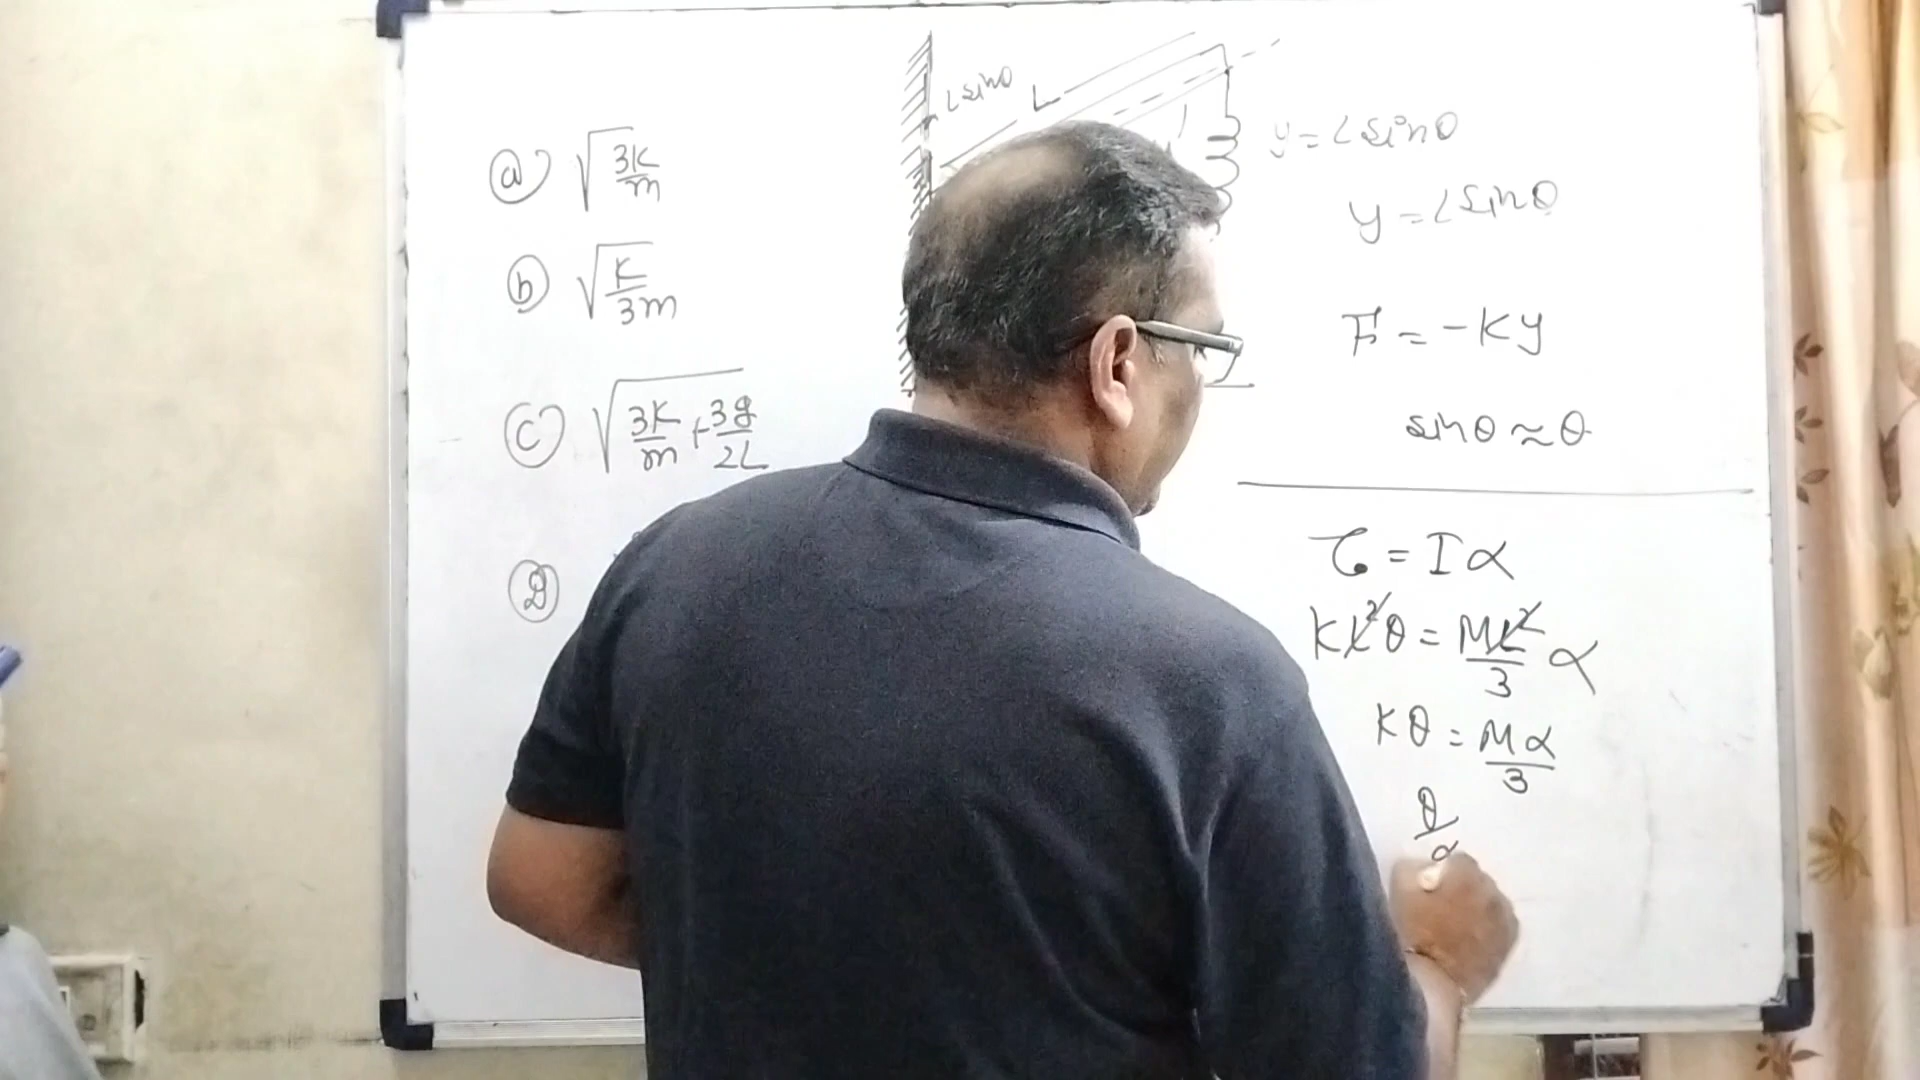 a √3K/m
b √K/3m
c √3K/m + 3g/2L
D
L sinθ
L
y = L sinθ
y = L sinθ
F = -Ky
sinθ ≈ θ
τ = Iα
KL²θ = ML²/3 α
Kθ = Mα/3
θ/α